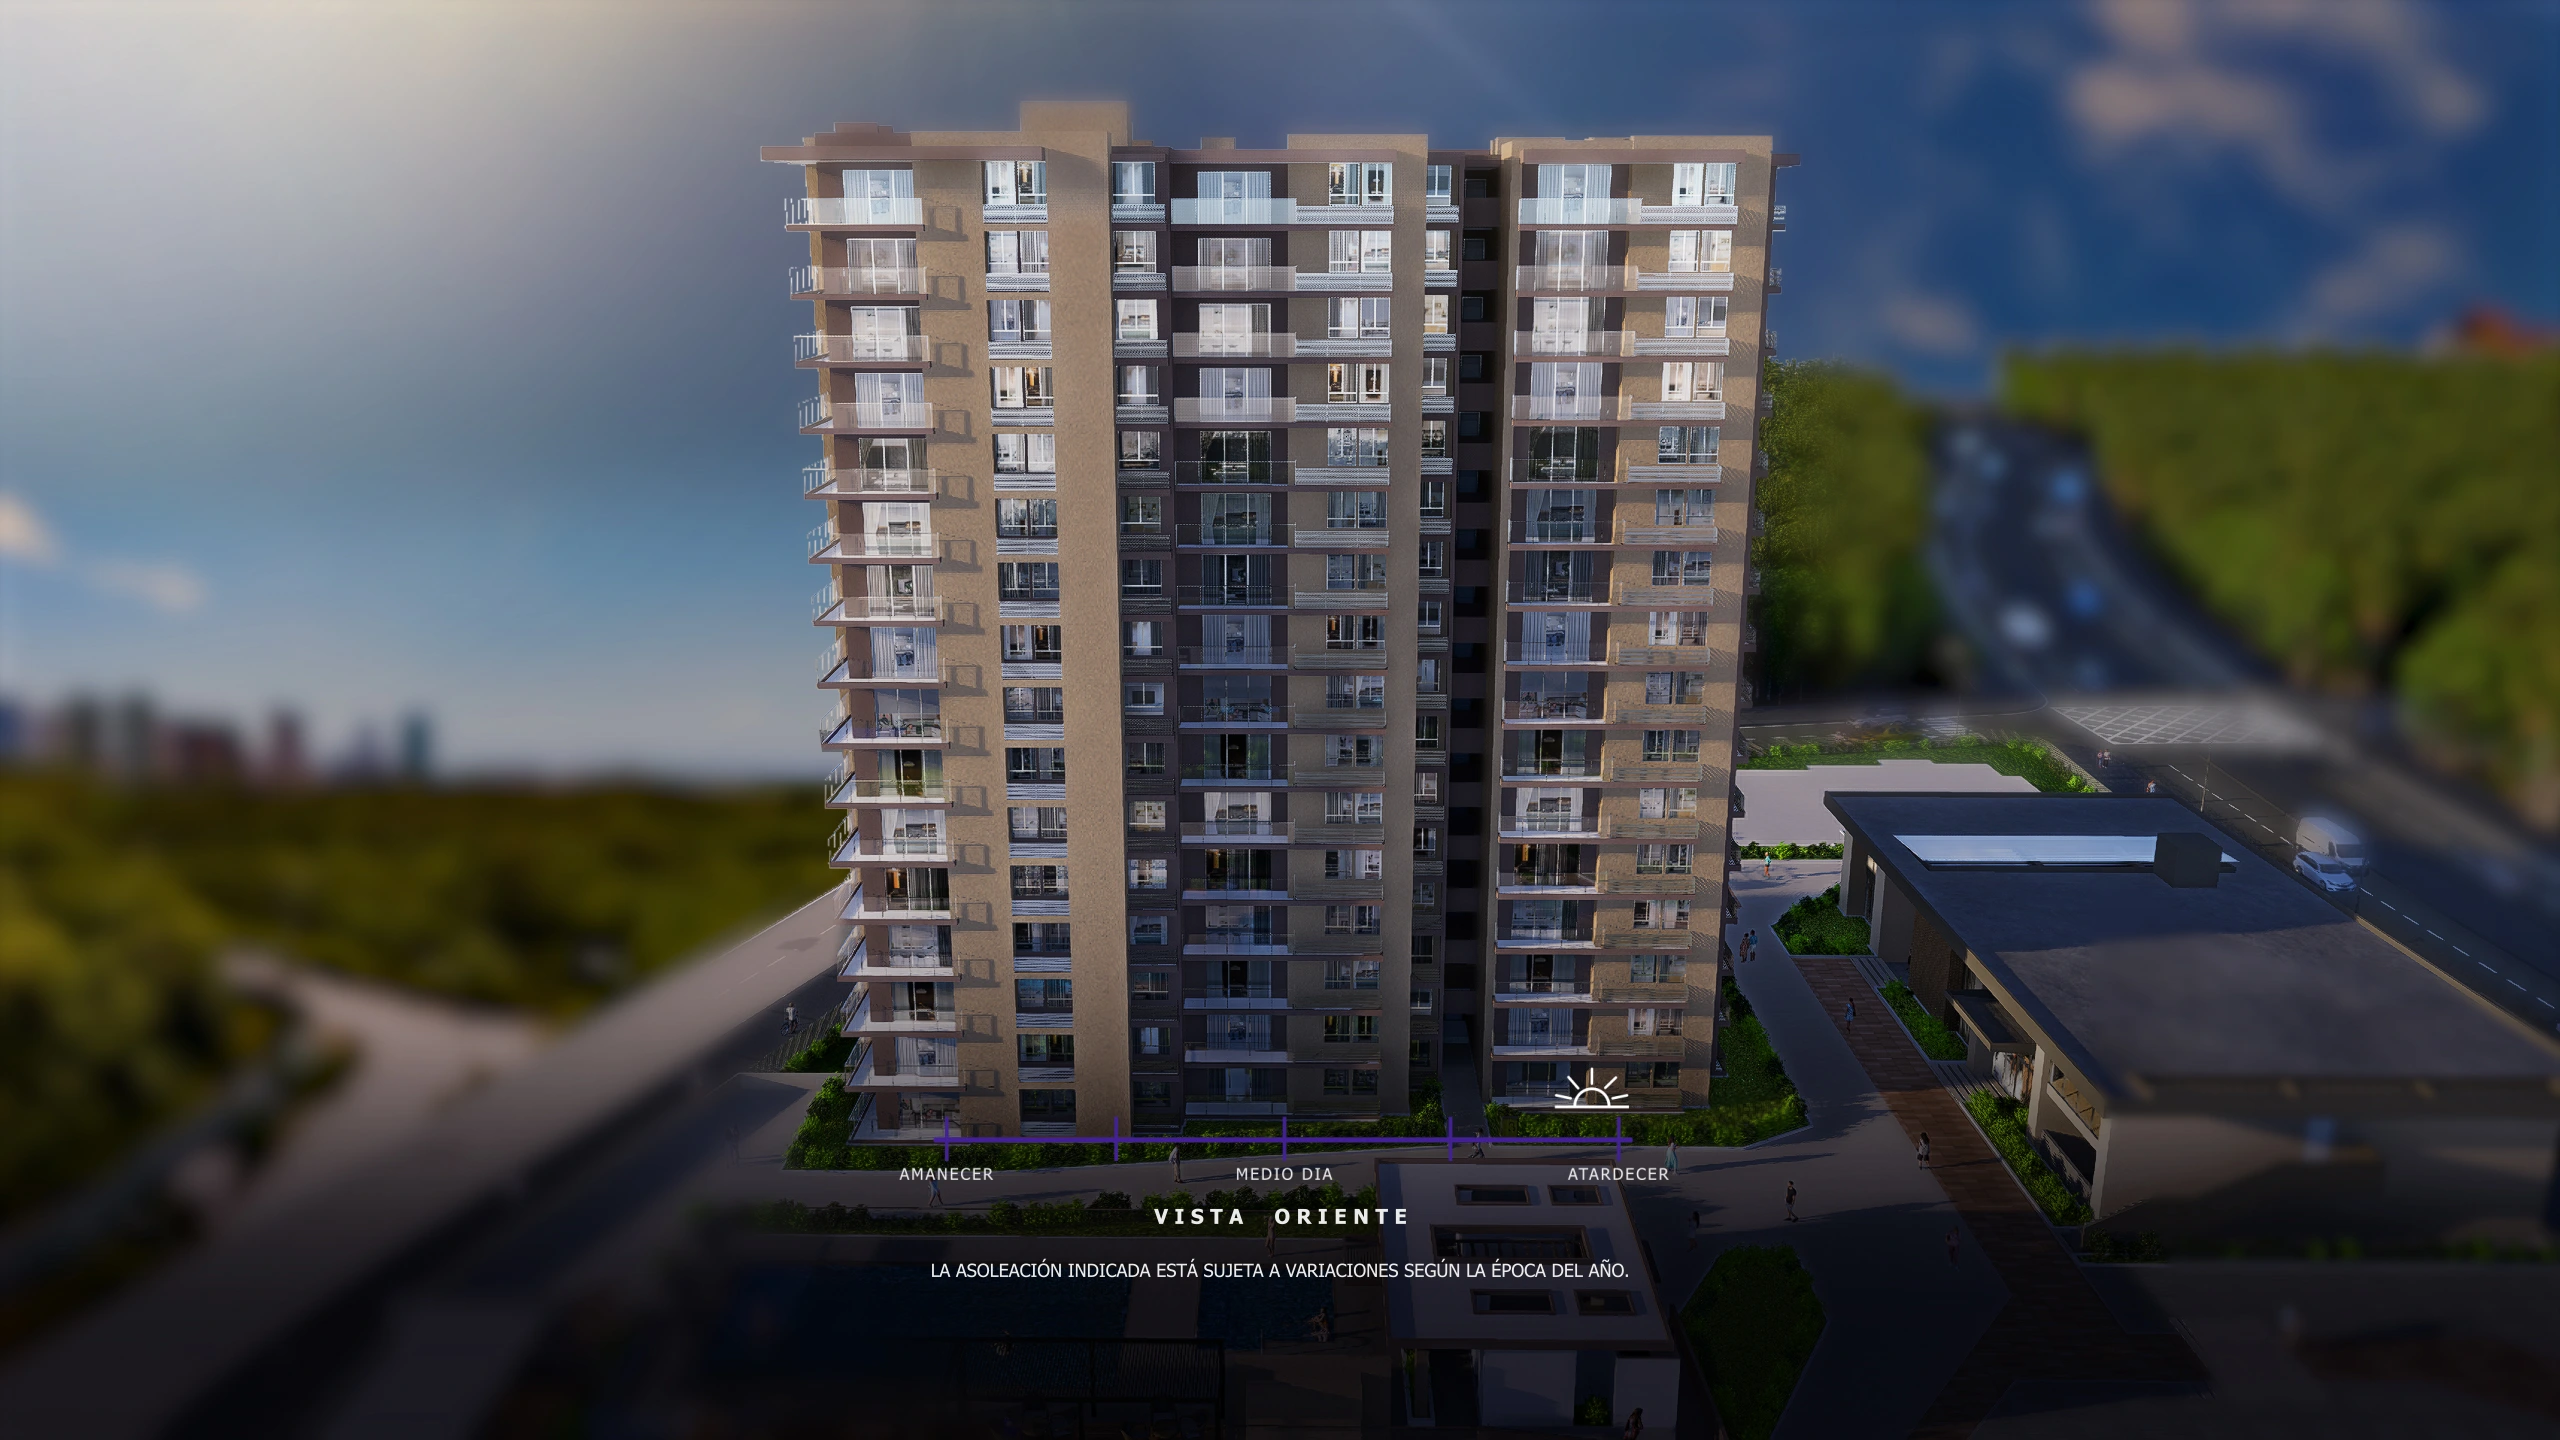 AMANECER MEDIO DIA ATARDECER
VISTA ORIENTE
LA ASOLEACIÓN INDICADA ESTÁ SUJETA A VARIACIONES SEGÚN LA ÉPOCA DEL AÑO.